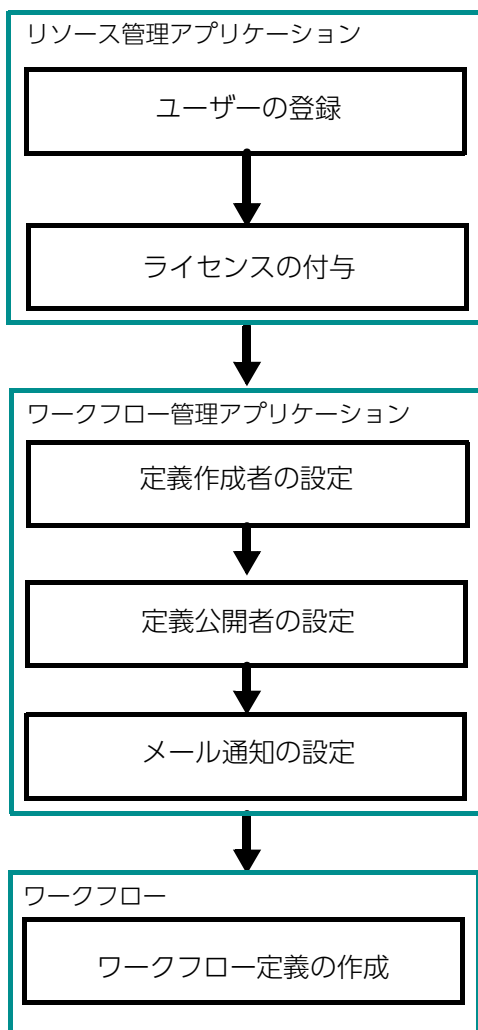 リソース管理アプリケーション
ユーザーの登録
ライセンスの付与
ワークフロー管理アプリケーション
定義作成者の設定
定義公開者の設定
メール通知の設定
ワークフロー
ワークフロー定義の作成